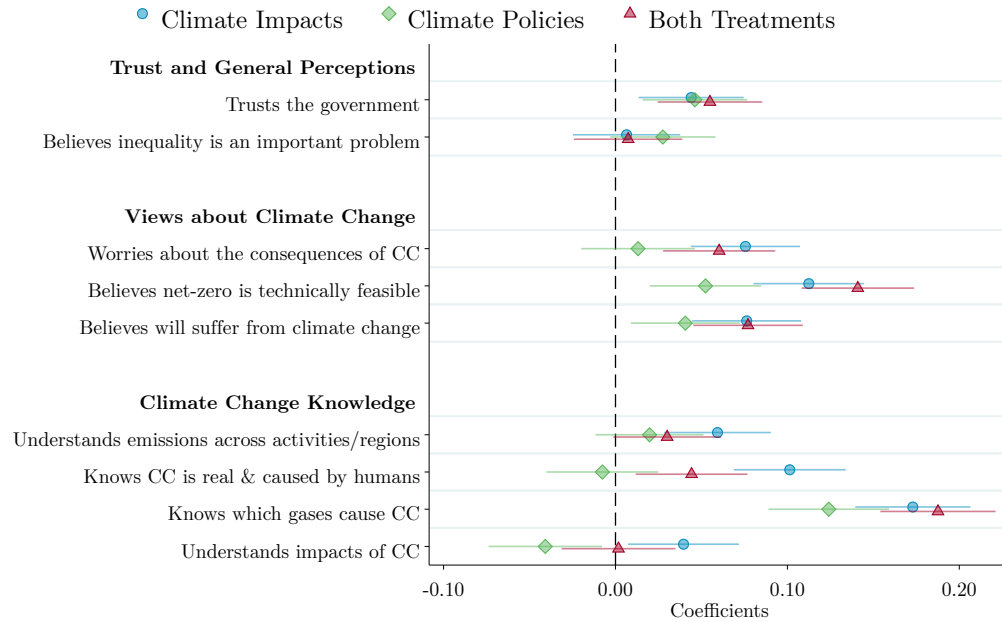 Climate Impacts Climate Policies Both Treatments
Trust and General Perceptions
Trusts the government
Believes inequality is an important problem
Views about Climate Change
Worries about the consequences of CC
Believes net-zero is technically feasible
Believes will suffer from climate change
Climate Change Knowledge
Understands emissions across activities/regions
Knows CC is real & caused by humans
Knows which gases cause CC
Understands impacts of CC
-0.10 0.00 0.10 0.20
Coefficients